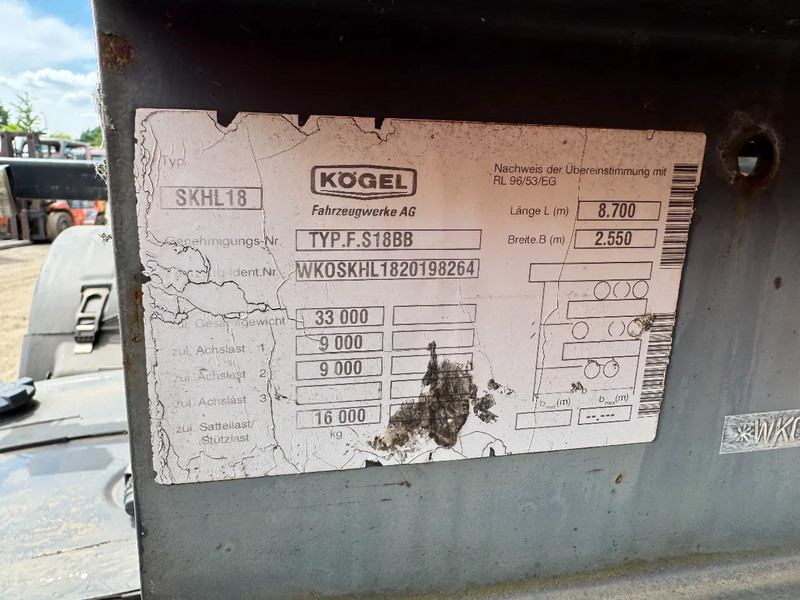 Typ
SKHL18
KÖGEL
Fahrzeugwerke AG
Nachweis der Übereinstimmung mit
RL 96/53/EG
Länge L (m) 8.700
Breite.B (m) 2.550
Genehmigungs-Nr. TYP.F.S18BB
Ident.Nr WKOSKHL1820198264
zul. Gesamtgewicht 33 000
zul. Achslast 1 9 000
zul. Achslast 2 9 000
zul. Achslast 3
zul. Sattellast/
Stützlast
16 000
kg
b min (m) b max (m)
--.---
*WKO